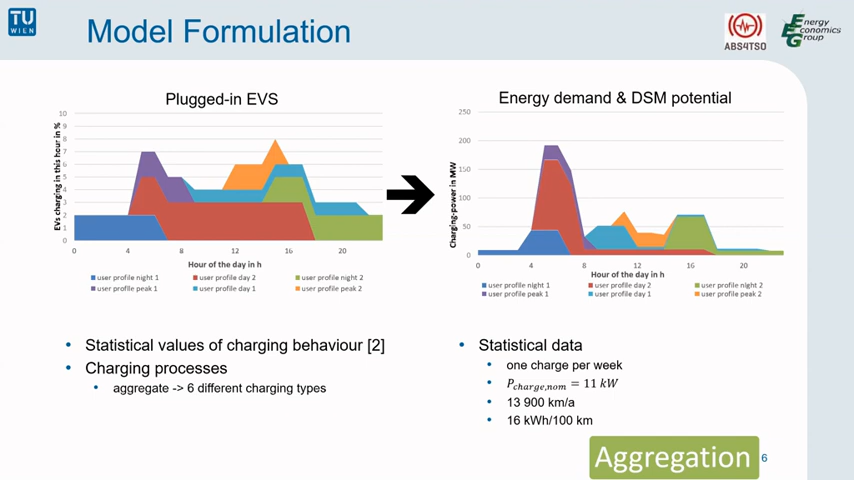 TU
WIEN
Model Formulation
ABS4TSO
Energy
Economics
Group
Plugged-in EVS
EVs charging in this hour in %
10
9
8
7
6
5
4
3
2
1
0
0 4 8 12 16 20
Hour of the day in h
user profile night 1 user profile day 2 user profile night 2
user profile peak 1 user profile day 1 user profile peak 2
Energy demand & DSM potential
Charging-power in MW
250
200
150
100
50
0
0 4 8 12 16 20
Hour of the day in h
user profile night 1 user profile day 2 user profile night 2
user profile peak 1 user profile day 1 user profile peak 2
• Statistical values of charging behaviour [2]
• Charging processes
• aggregate -> 6 different charging types
• Statistical data
• one charge per week
• P_charge,nom = 11 kW
• 13 900 km/a
• 16 kWh/100 km
Aggregation
6